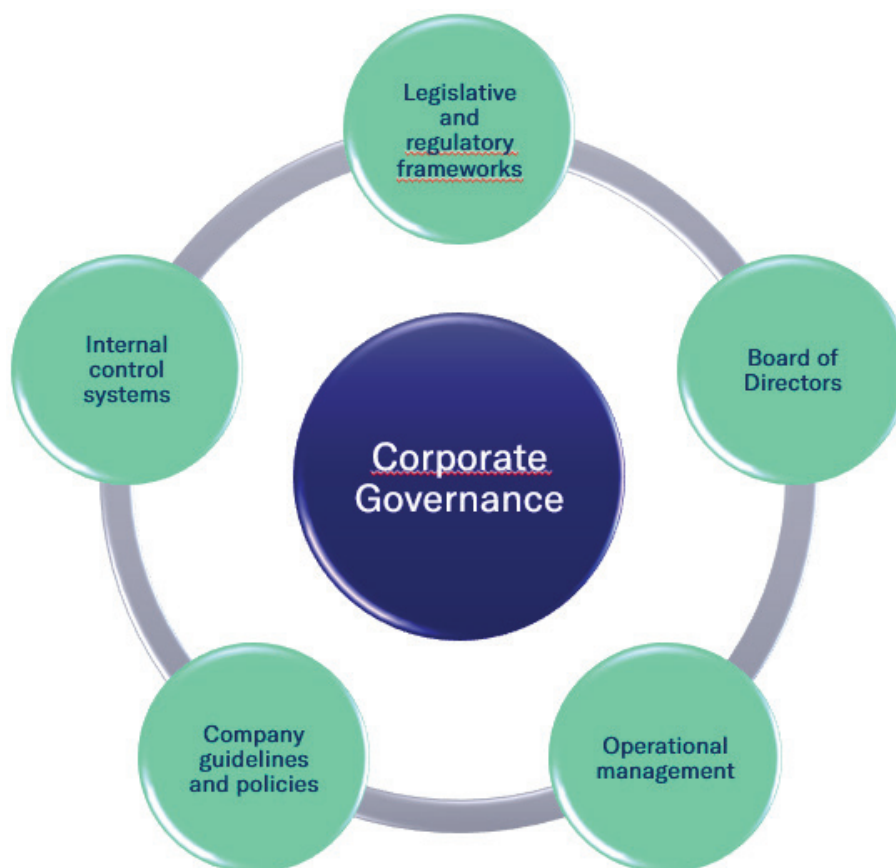 Legislative
and
regulatory
frameworks
Internal
control
systems
Board of
Directors
Corporate
Governance
Company
guidelines
and policies
Operational
management